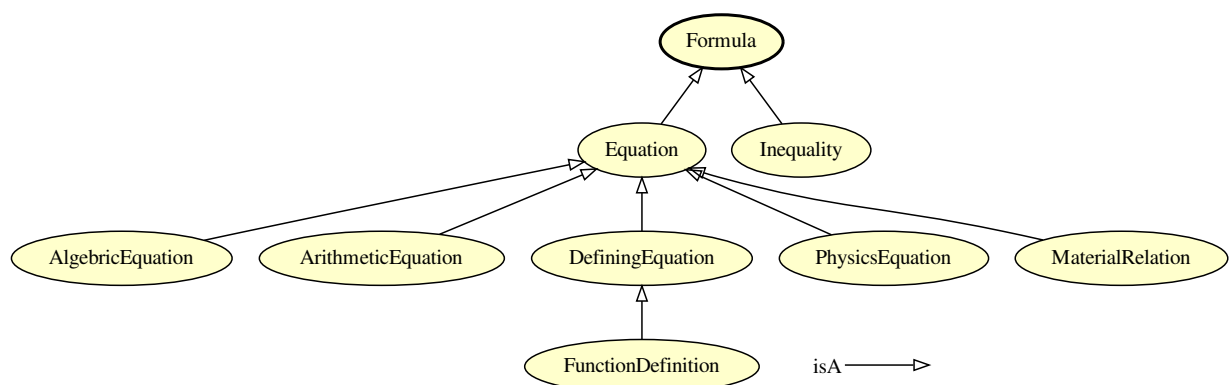 Formula
Equation
Inequality
AlgebricEquation
ArithmeticEquation
DefiningEquation
PhysicsEquation
MaterialRelation
FunctionDefinition
isA